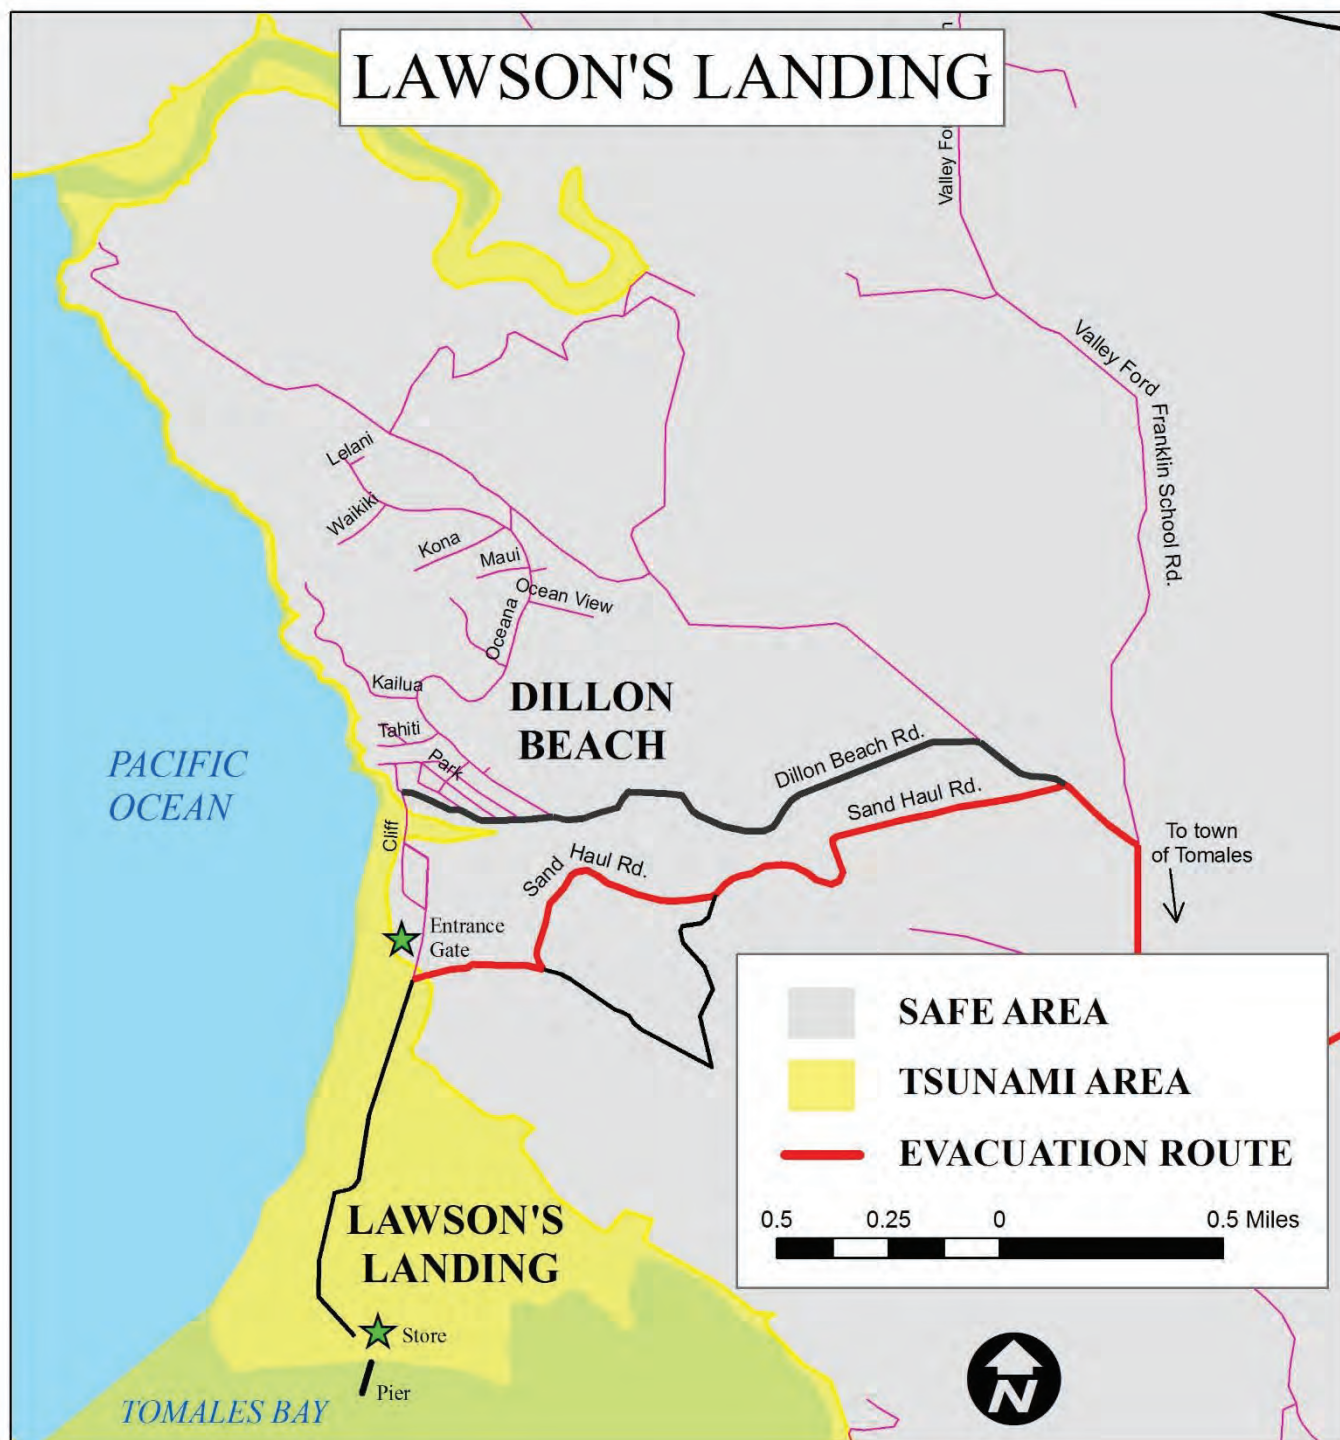 LAWSON'S LANDING
Valley Ford
Franklin School Rd.
Lelani
Waikiki
Kona
Maui
Ocean View
Oceana
Kailua
Tahiti
Park
DILLON
BEACH
PACIFIC
OCEAN
Dillon Beach Rd.
Sand Haul Rd.
Cliff
Sand
Haul Rd.
To town
of Tomales
Entrance
Gate
SAFE AREA
TSUNAMI AREA
EVACUATION ROUTE
0.5 0.25 0 0.5 Miles
LAWSON'S
LANDING
Store
Pier
TOMALES BAY
N